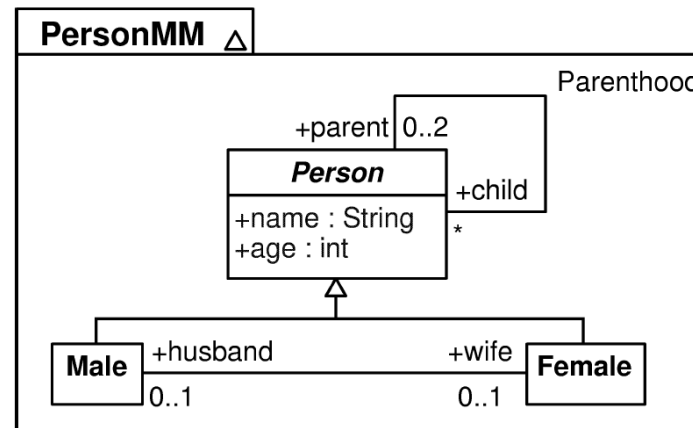 PersonMM
Parenthood
+parent 0..2
Person
+child
+name : String
*
+age : int
Male
+husband
+wife
Female
0..1
0..1